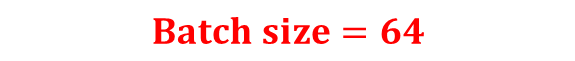 Batch size = 64